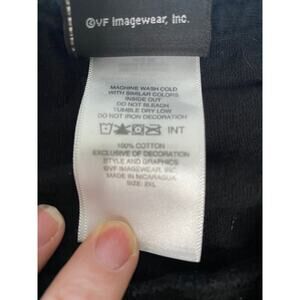 ©VF Imagewear, Inc.
MACHINE WASH COLD
WITH SIMILAR COLORS
INSIDE OUT
DO NOT BLEACH
TUMBLE DRY LOW
DO NOT IRON DECORATION
INT
100% COTTON
EXCLUSIVE OF DECORATION
STYLE AND GRAPHICS
©VF IMAGEWEAR, INC.
MADE IN NICARAGUA
SIZE: 2XL